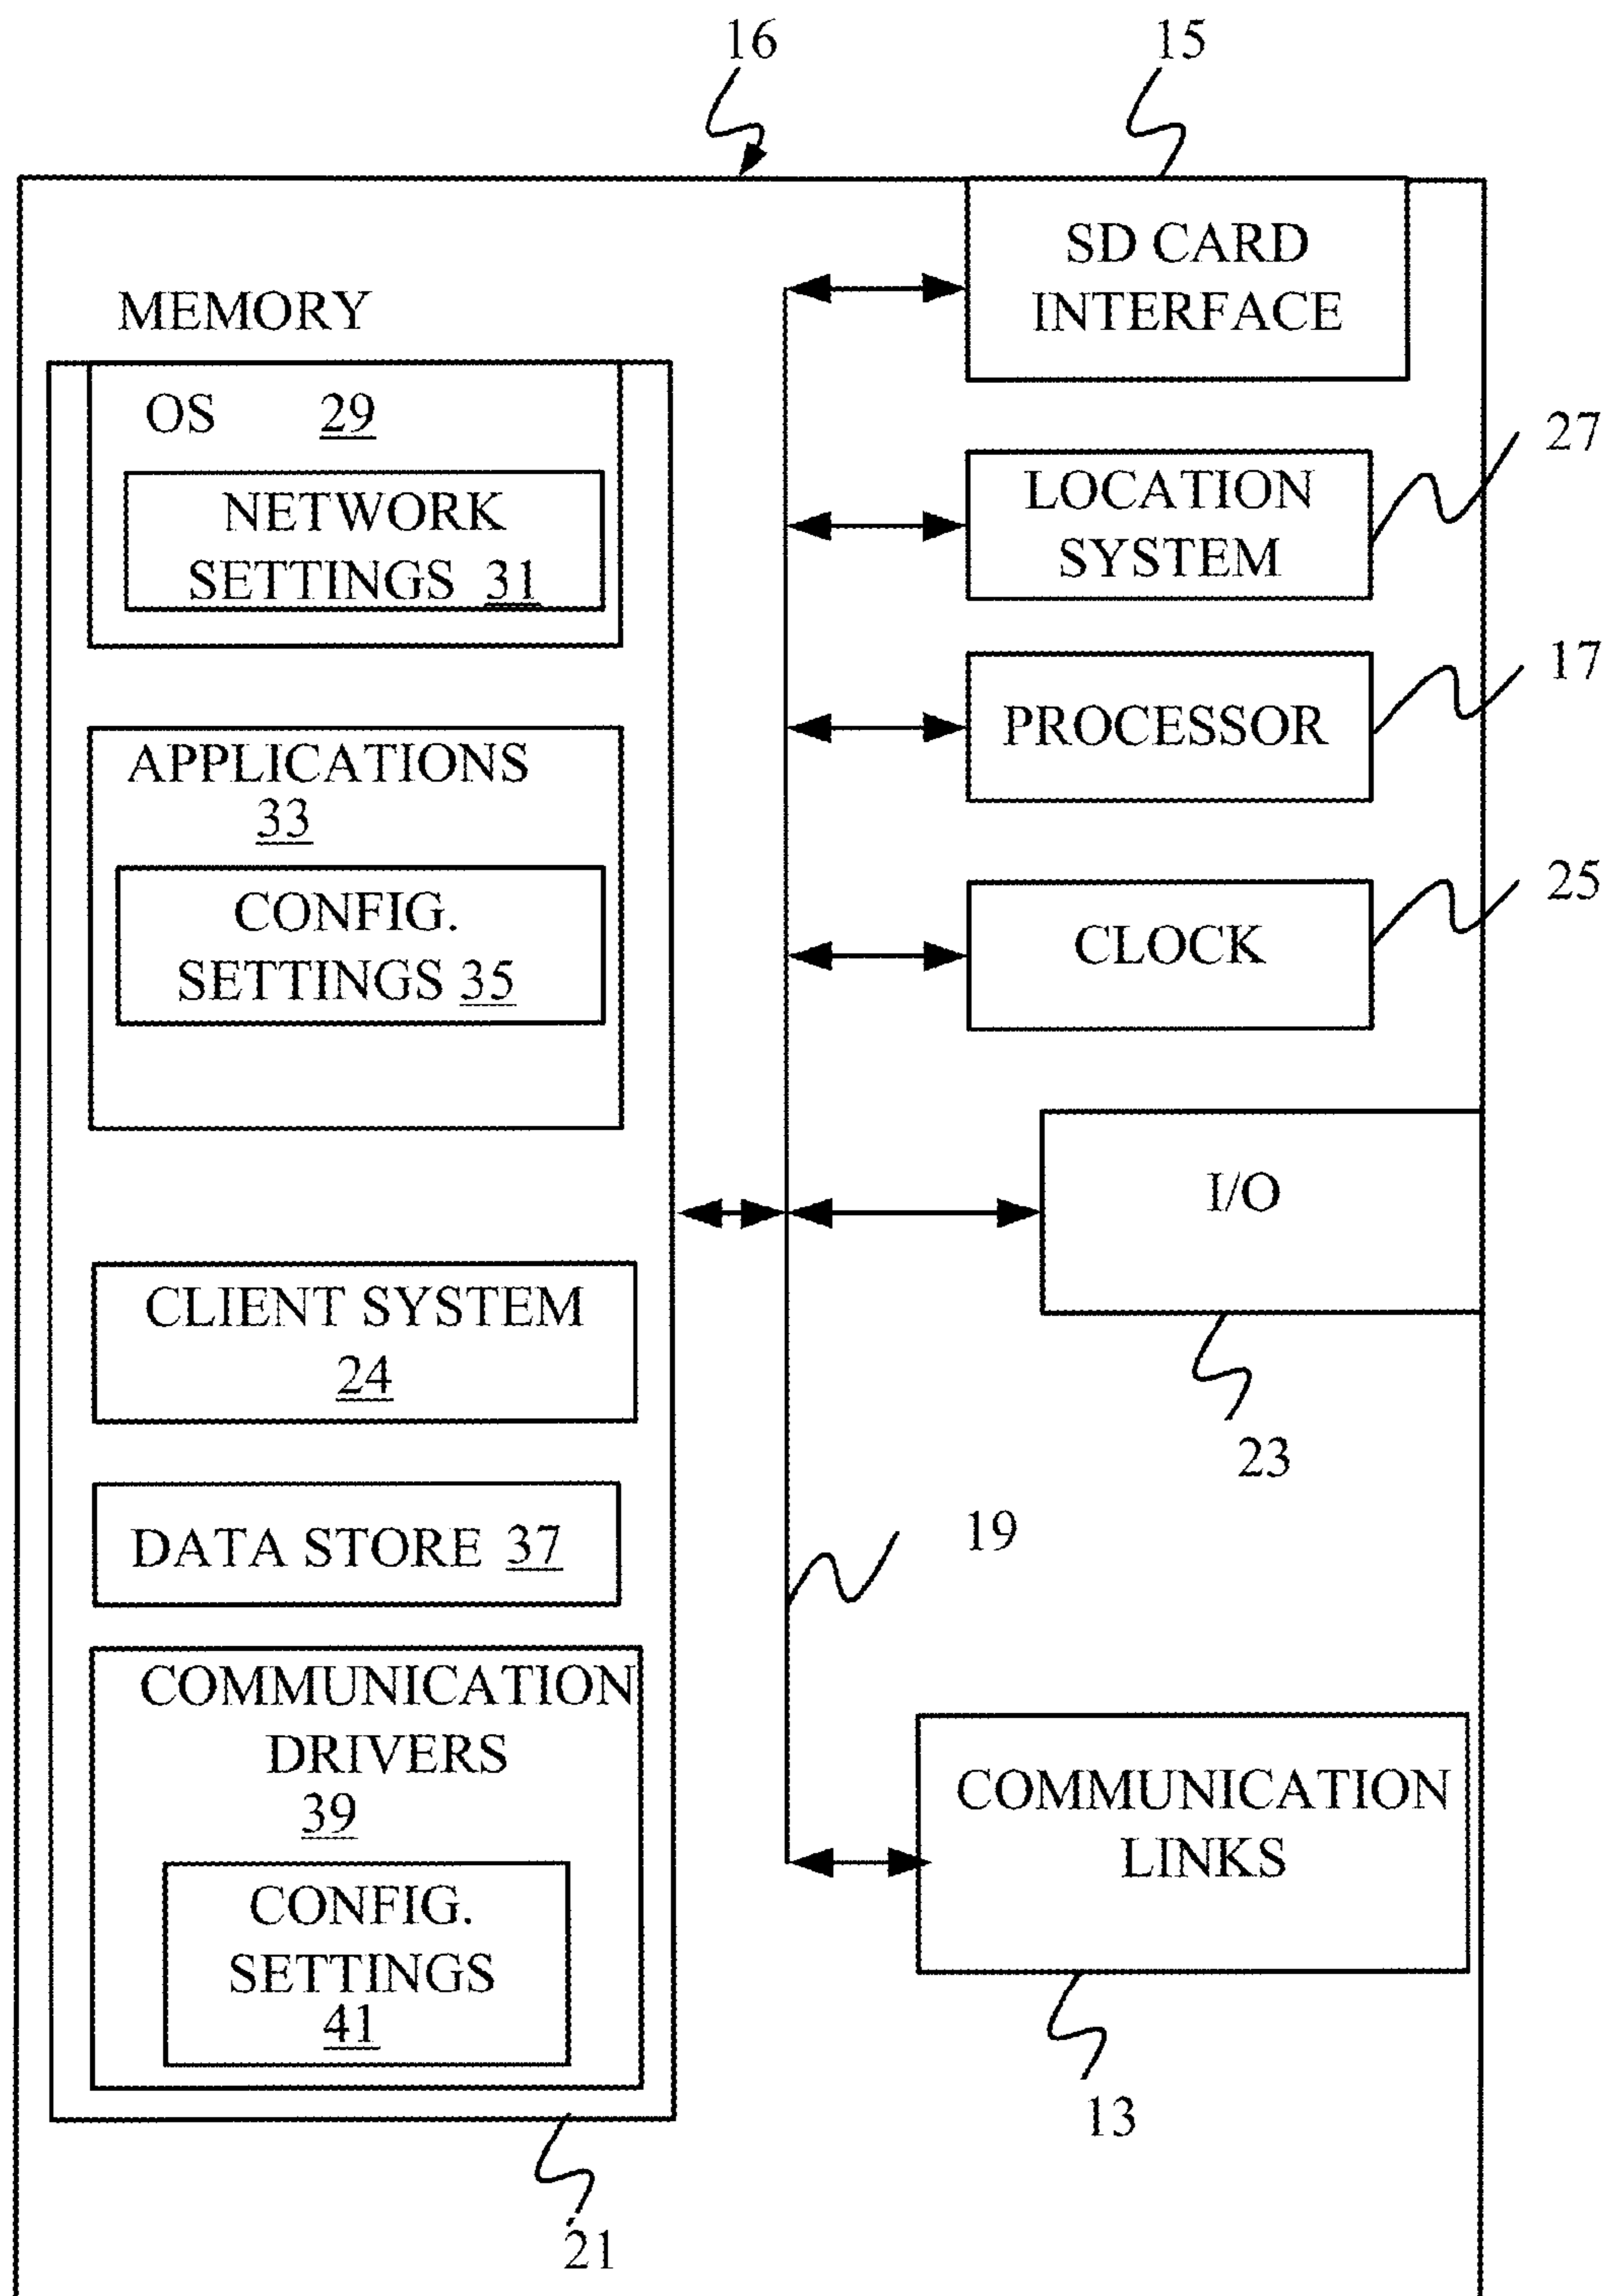 16
15
SD CARD
INTERFACE
MEMORY
OS 29
NETWORK
SETTINGS 31
27
LOCATION
SYSTEM
17
PROCESSOR
APPLICATIONS
33
CONFIG.
SETTINGS 35
25
CLOCK
I/O
23
CLIENT SYSTEM
24
DATA STORE 37
19
COMMUNICATION
DRIVERS
39
CONFIG.
SETTINGS
41
COMMUNICATION
LINKS
13
21